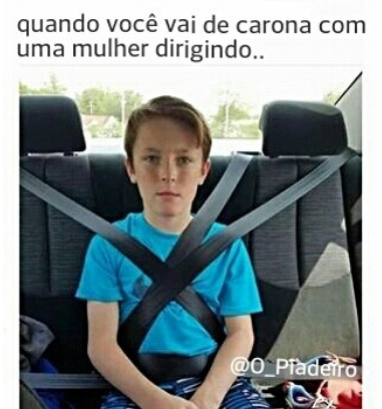 quando você vai de carona com
uma mulher dirigindo..
@O_Piadeiro